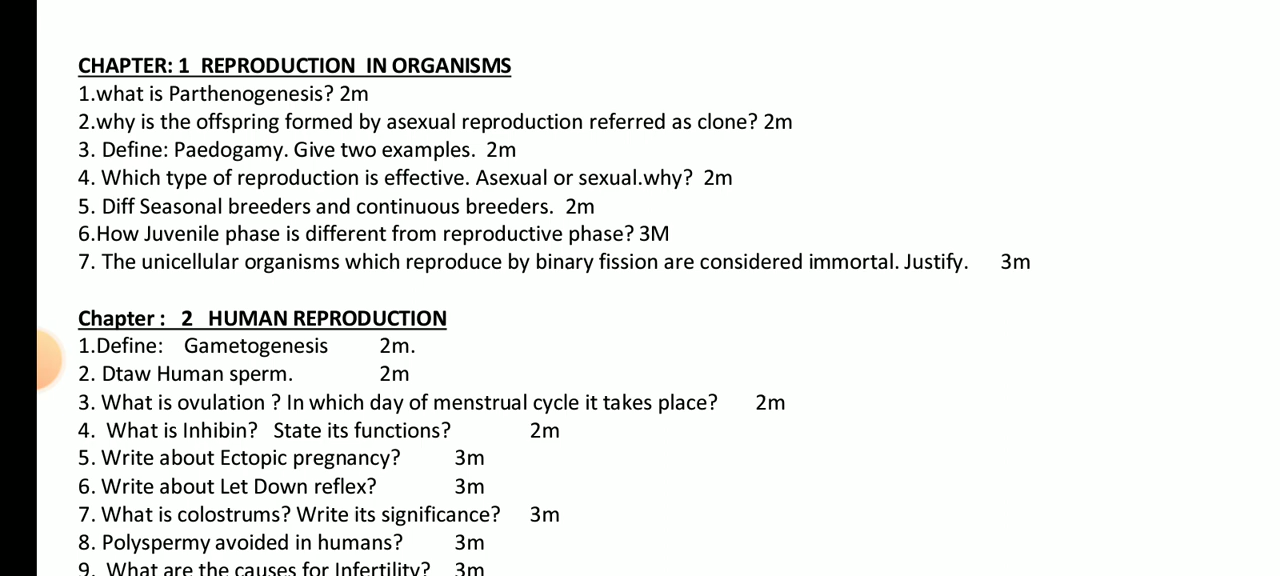 CHAPTER: 1 REPRODUCTION IN ORGANISMS
1.what is Parthenogenesis? 2m
2.why is the offspring formed by asexual reproduction referred as clone? 2m
3. Define: Paedogamy. Give two examples. 2m
4. Which type of reproduction is effective. Asexual or sexual.why? 2m
5. Diff Seasonal breeders and continuous breeders. 2m
6.How Juvenile phase is different from reproductive phase? 3M
7. The unicellular organisms which reproduce by binary fission are considered immortal. Justify. 3m
Chapter : 2 HUMAN REPRODUCTION
1.Define: Gametogenesis 2m.
2. Dtaw Human sperm. 2m
3. What is ovulation ? In which day of menstrual cycle it takes place? 2m
4. What is Inhibin? State its functions? 2m
5. Write about Ectopic pregnancy? 3m
6. Write about Let Down reflex? 3m
7. What is colostrums? Write its significance? 3m
8. Polyspermy avoided in humans? 3m
9. What are the causes for Infertility? 3m